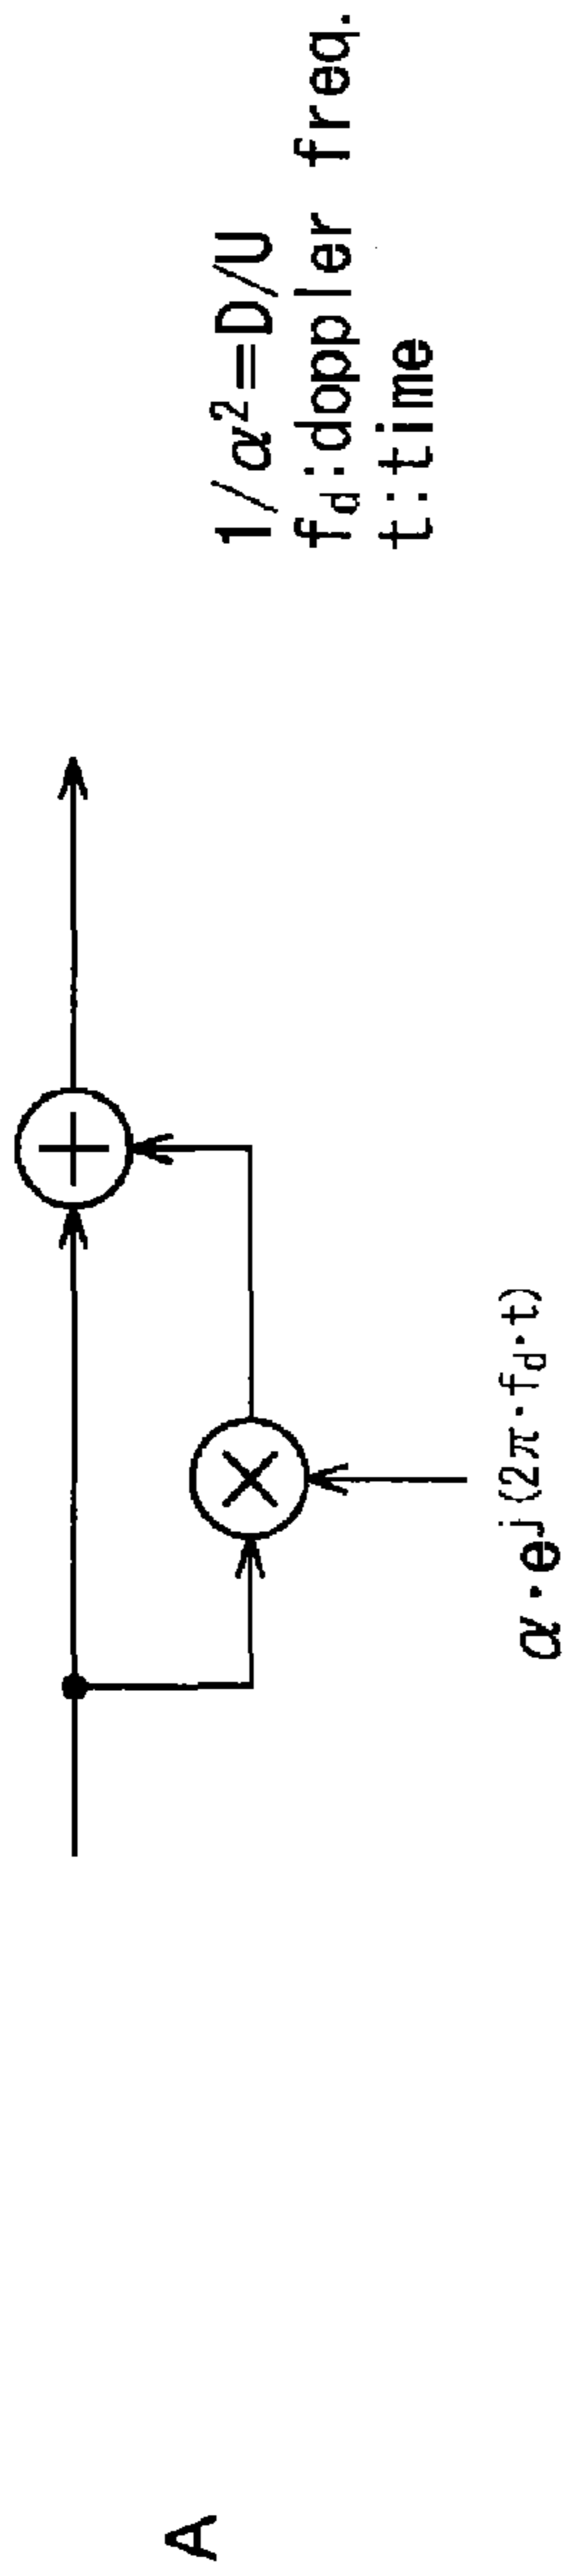 A
α・e^j(2π・f_d・t)
1/α²=D/U
f_d:doppler freq.
t:time